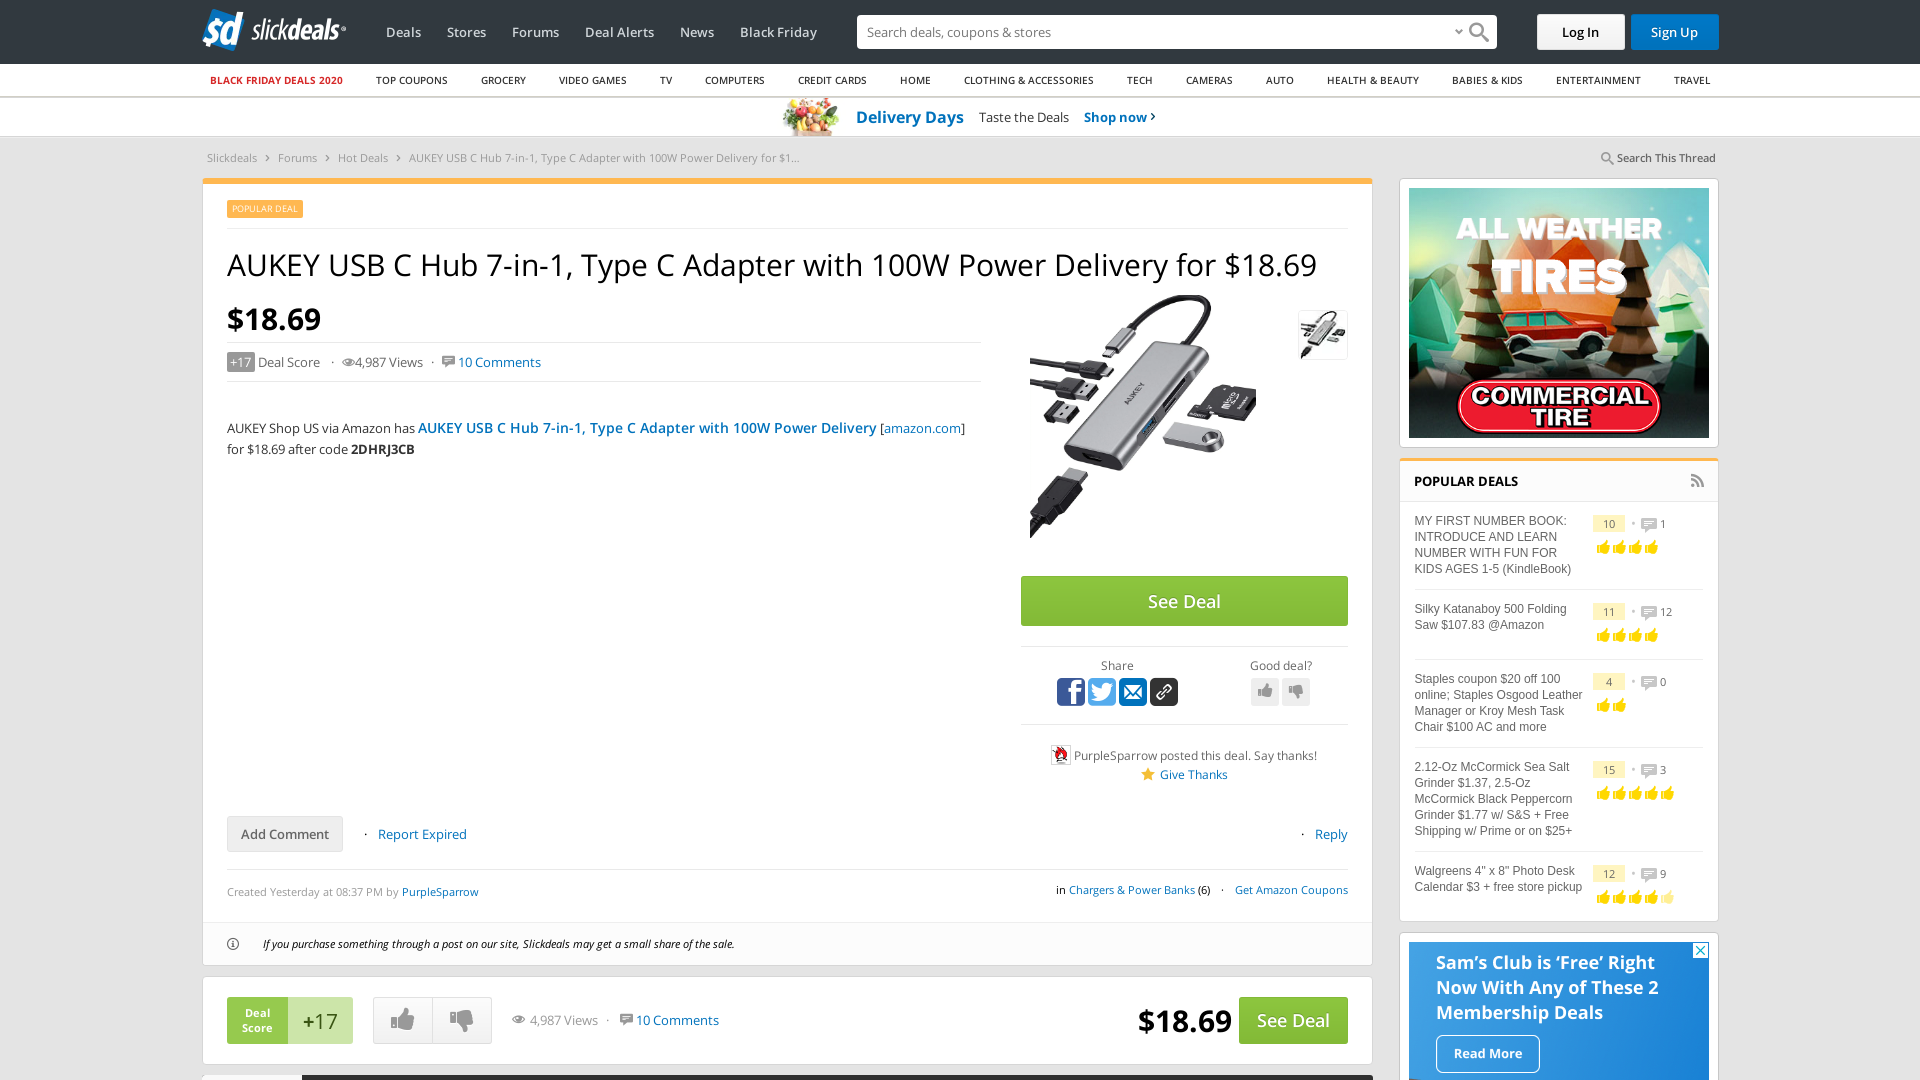 slickdeals
Deals
Stores
Forums
Deal Alerts
News
Black Friday
Search deals, coupons & stores
Log In
Sign Up
BLACK FRIDAY DEALS 2020
TOP COUPONS
GROCERY
VIDEO GAMES
TV
COMPUTERS
CREDIT CARDS
HOME
CLOTHING & ACCESSORIES
TECH
CAMERAS
AUTO
HEALTH & BEAUTY
BABIES & KIDS
ENTERTAINMENT
TRAVEL
Delivery Days Taste the Deals Shop now ›
Slickdeals › Forums › Hot Deals › AUKEY USB C Hub 7-in-1, Type C Adapter with 100W Power Delivery for $1...
Search This Thread
POPULAR DEAL
AUKEY USB C Hub 7-in-1, Type C Adapter with 100W Power Delivery for $18.69
$18.69
+17 Deal Score · 4,987 Views · 10 Comments
AUKEY Shop US via Amazon has AUKEY USB C Hub 7-in-1, Type C Adapter with 100W Power Delivery [amazon.com]
for $18.69 after code 2DHRJ3CB
AUKEY
See Deal
Share
Good deal?
PurpleSparrow posted this deal. Say thanks!
Give Thanks
Add Comment
· Report Expired
· Reply
Created Yesterday at 08:37 PM by PurpleSparrow
in Chargers & Power Banks (6) · Get Amazon Coupons
If you purchase something through a post on our site, Slickdeals may get a small share of the sale.
Deal
Score
+17
4,987 Views · 10 Comments
$18.69
See Deal
ALL WEATHER
TIRES
COMMERCIAL
TIRE
POPULAR DEALS
MY FIRST NUMBER BOOK:
INTRODUCE AND LEARN
NUMBER WITH FUN FOR
KIDS AGES 1-5 (KindleBook)
10 • 1
Silky Katanaboy 500 Folding
Saw $107.83 @Amazon
11 • 12
Staples coupon $20 off 100
online; Staples Osgood Leather
Manager or Kroy Mesh Task
Chair $100 AC and more
4 • 0
2.12-Oz McCormick Sea Salt
Grinder $1.37, 2.5-Oz
McCormick Black Peppercorn
Grinder $1.77 w/ S&S + Free
Shipping w/ Prime or on $25+
15 • 3
Walgreens 4" x 8" Photo Desk
Calendar $3 + free store pickup
12 • 9
Sam's Club is 'Free' Right
Now With Any of These 2
Membership Deals
Read More